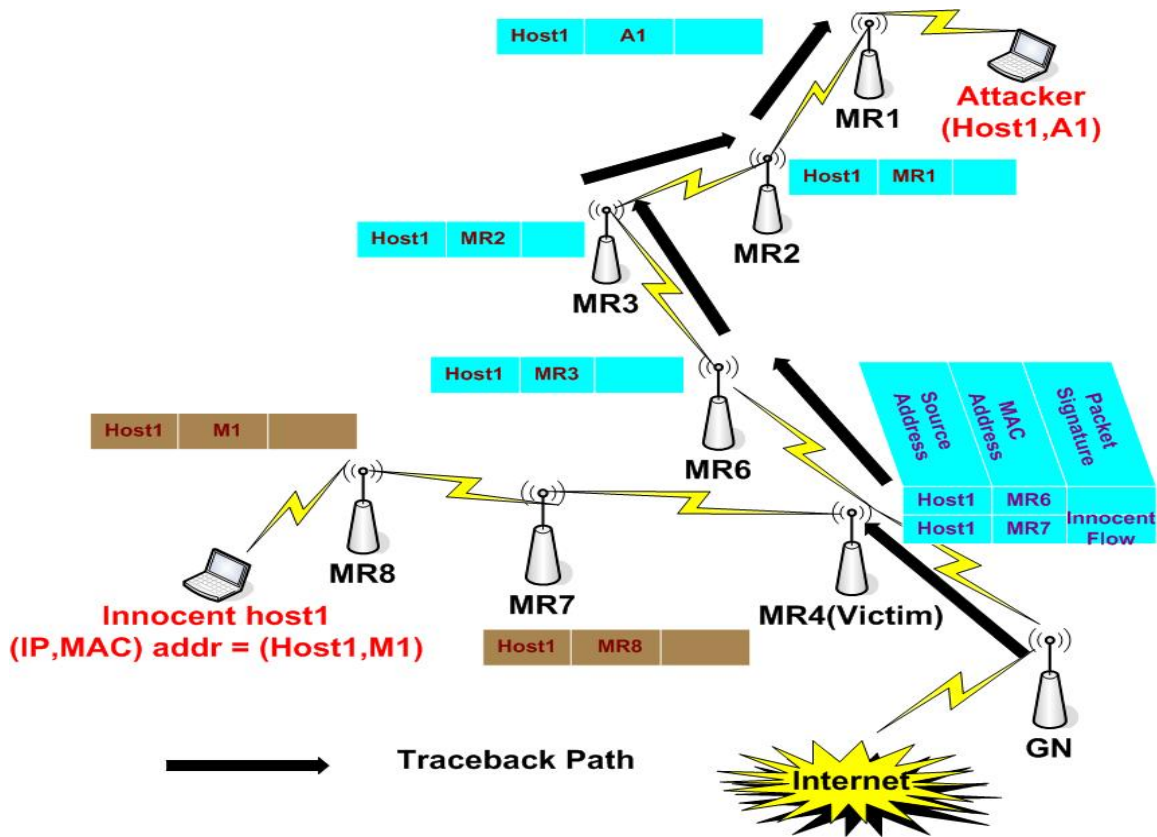 Host1 A1
MR1
Attacker
(Host1,A1)
Host1 MR1
MR2
Host1 MR2
MR3
Host1 MR3
MR6
Source
Address
MAC
Address
Packet
Signature
Host1 MR6
Host1 MR7
Innocent
Flow
Host1 M1
MR8
MR7
MR4(Victim)
Innocent host1
(IP,MAC) addr = (Host1,M1)
Host1 MR8
GN
Traceback Path
Internet